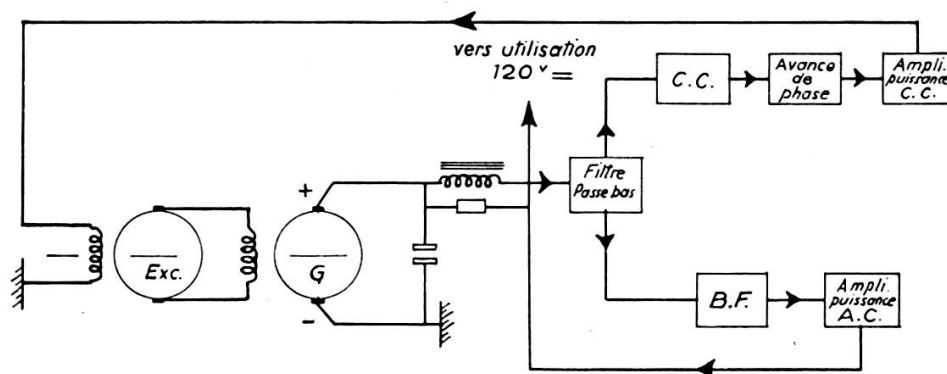 vers utilisation
120 v =
C.C.
Avance
de
phase
Ampli.
puissance
C.C.
Filtre
Passe bas
+
Exc.
G
-
B.F.
Ampli.
puissance
A.C.